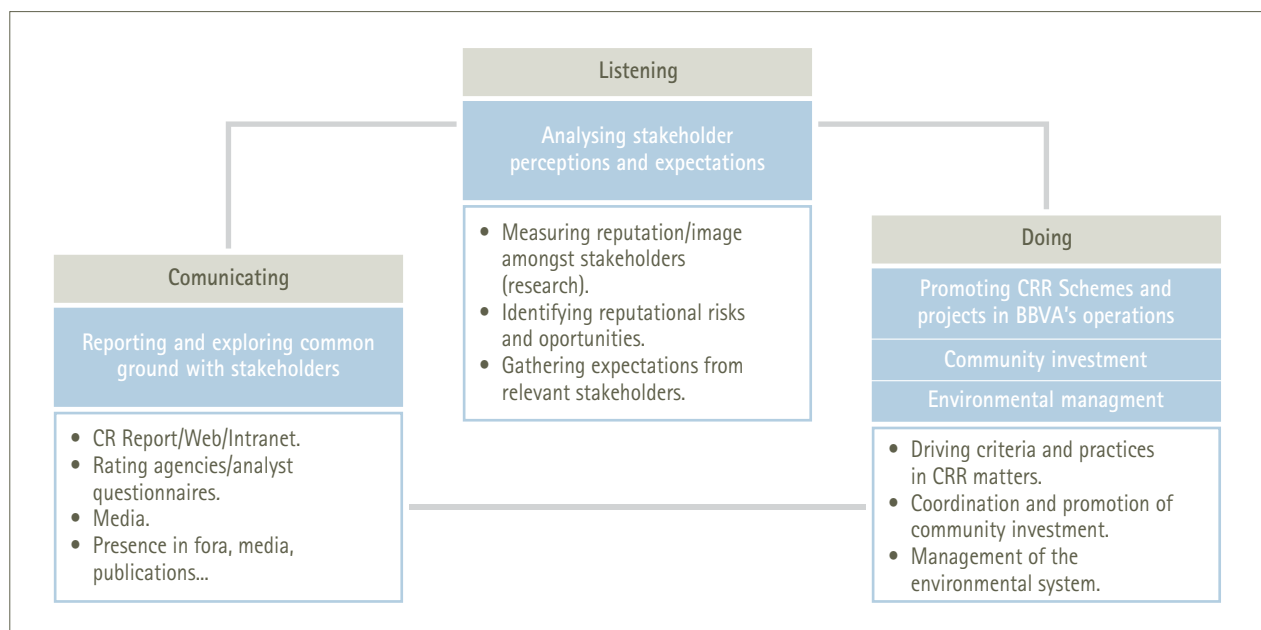 Listening
Analysing stakeholder
perceptions and expectations
• Measuring reputation/image
amongst stakeholders
(research).
• Identifying reputational risks
and oportunities.
• Gathering expectations from
relevant stakeholders.
Comunicating
Reporting and exploring common
ground with stakeholders
• CR Report/Web/Intranet.
• Rating agencies/analyst
questionnaires.
• Media.
• Presence in fora, media,
publications...
Doing
Promoting CRR Schemes and
projects in BBVA's operations
Community investment
Environmental managment
• Driving criteria and practices
in CRR matters.
• Coordination and promotion of
community investment.
• Management of the
environmental system.